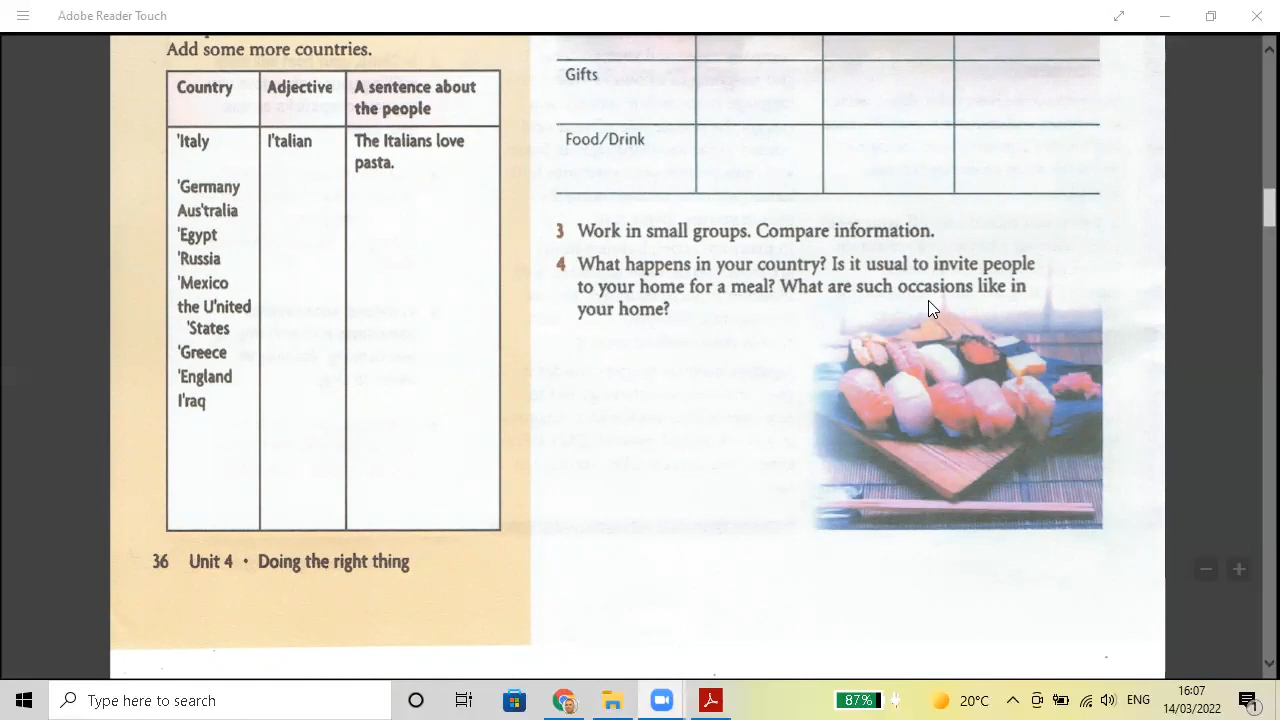 Adobe Reader Touch
Add some more countries.
Country Adjective A sentence about
the people
'Italy I'talian The Italians love
pasta.
'Germany
Aus'tralia
'Egypt
'Russia
'Mexico
the U'nited
'States
'Greece
'England
I'raq
36 Unit 4 • Doing the right thing
Gifts
Food/Drink
3 Work in small groups. Compare information.
4 What happens in your country? Is it usual to invite people
to your home for a meal? What are such occasions like in
your home?
Type here to search
87%
20°C
ENG
16:07
14/03/2022
1